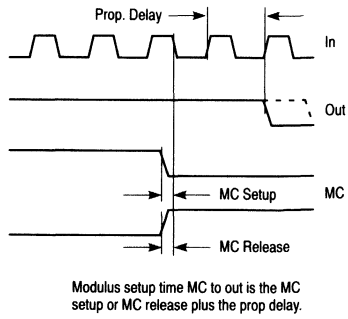 Prop. Delay
In
Out
MC Setup
MC
MC Release
Modulus setup time MC to out is the MC
setup or MC release plus the prop delay.